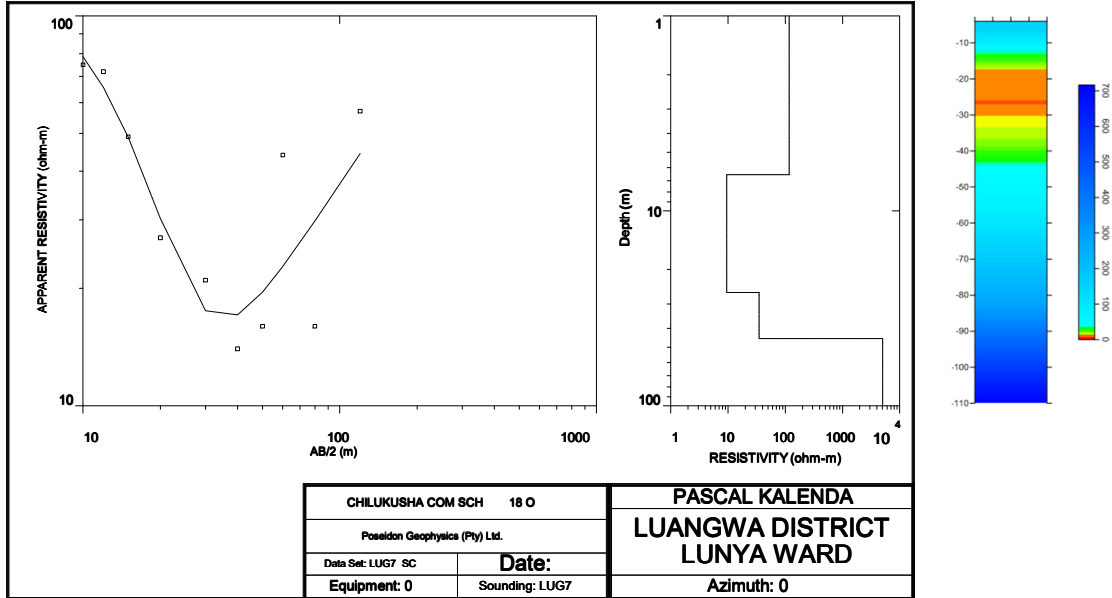 100
10
APPARENT RESISTIVITY (ohm-m)
10
100
1000
AB/2 (m)
1
10
100
Depth (m)
1
10
100
1000
10 4
RESISTIVITY (ohm-m)
-10
-20
-30
-40
-50
-60
-70
-80
-90
-100
-110
700
600
500
400
300
200
100
0
CHILUKUSHA COM SCH 18 O
Poseidon Geophysics (Pty) Ltd.
Data Set: LUG7 SC
Date:
Equipment: 0
Sounding: LUG7
PASCAL KALENDA
LUANGWA DISTRICT
LUNYA WARD
Azimuth: 0